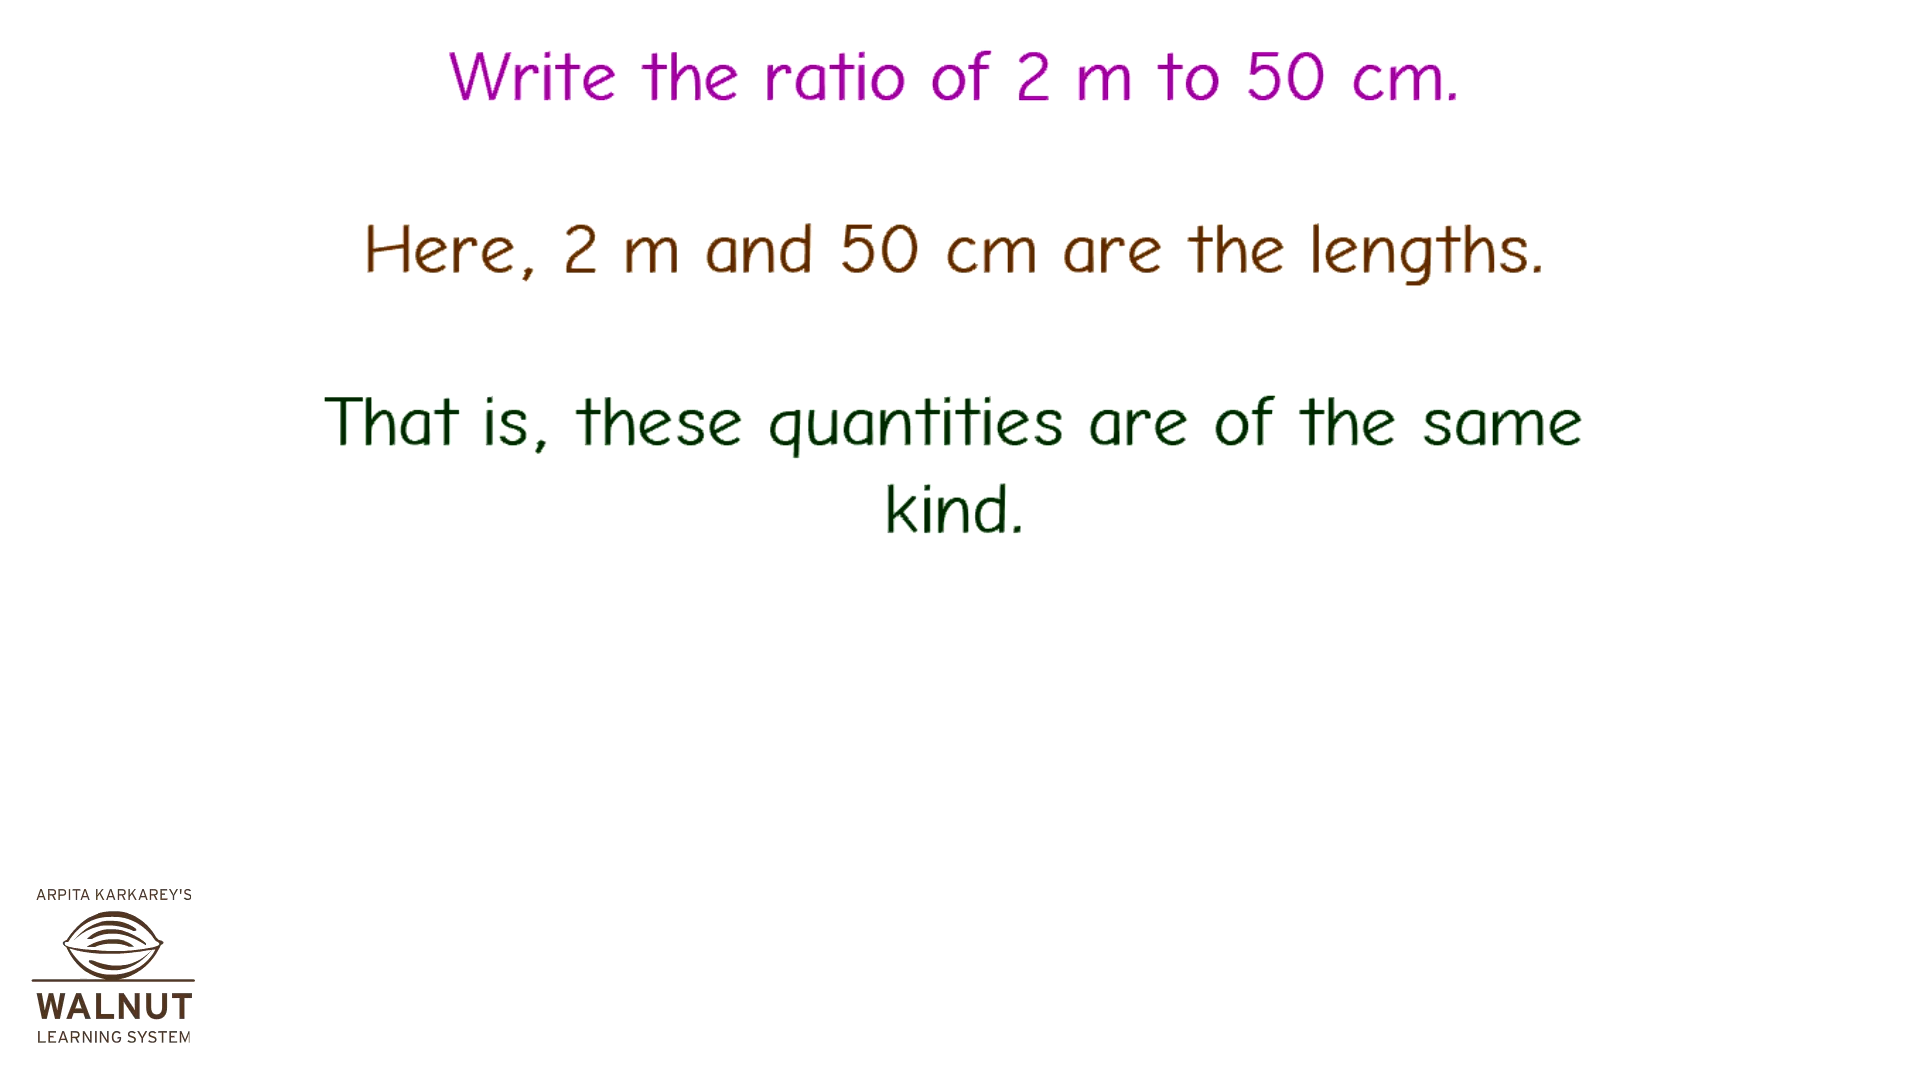 Write the ratio of 2 m to 50 cm.
Here, 2 m and 50 cm are the lengths.
That is, these quantities are of the same
kind.
ARPITA KARKAREY'S
WALNUT
LEARNING SYSTEM